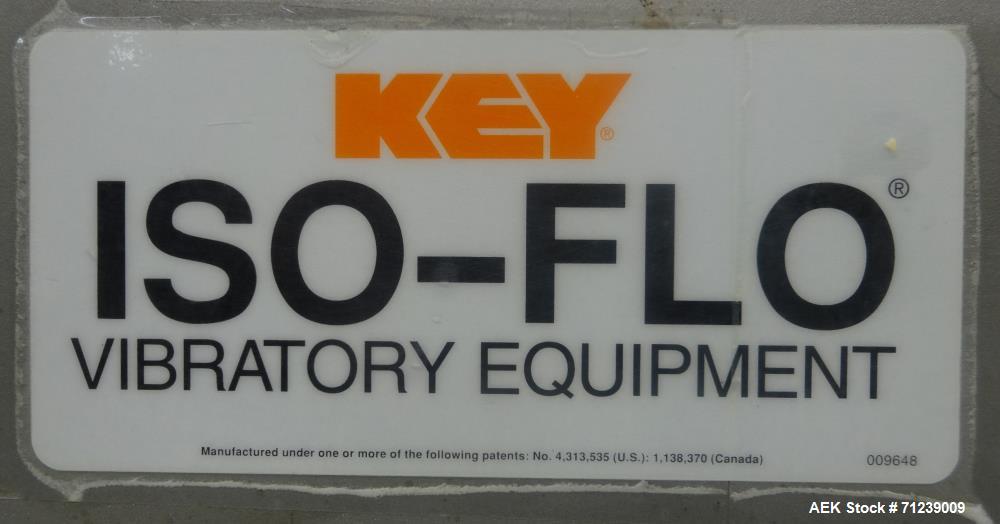 KEY®
ISO-FLO®
VIBRATORY EQUIPMENT
Manufactured under one or more of the following patents: No. 4,313,535 (U.S.): 1,138,370 (Canada)
009648
AEK Stock # 71239009